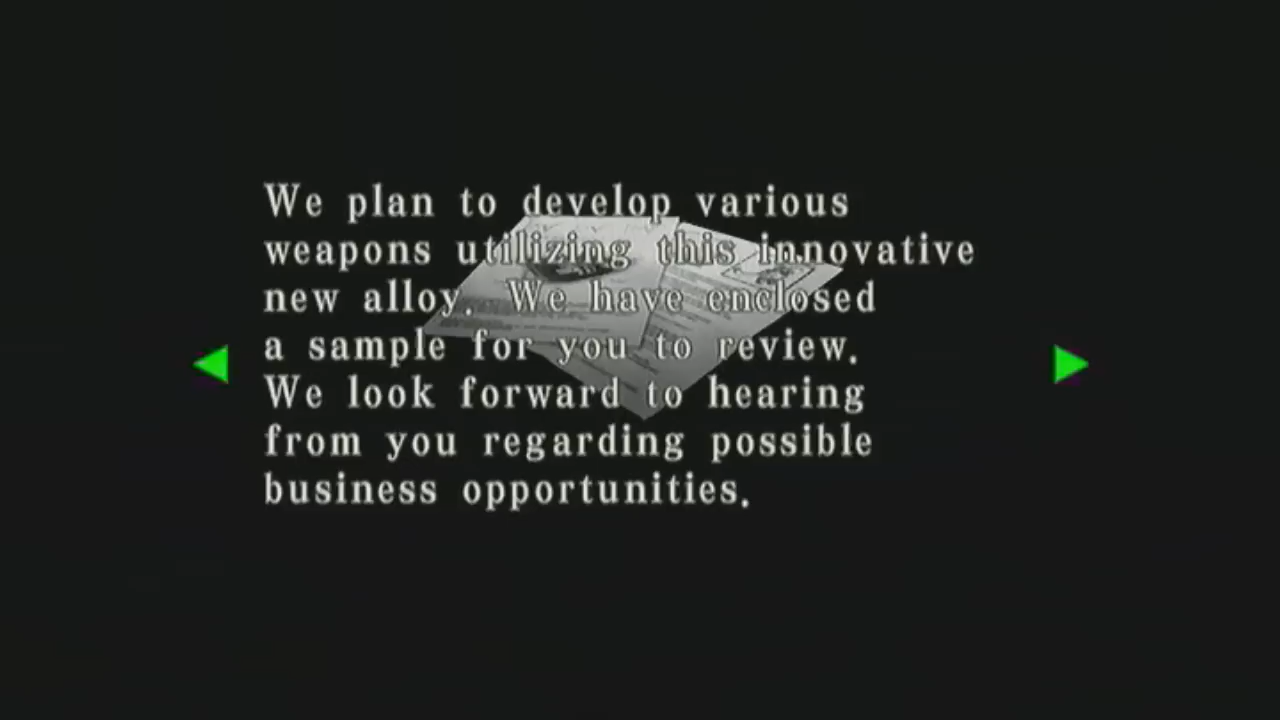 We plan to develop various
weapons utilizing this innovative
new alloy. We have enclosed
a sample for you to review.
We look forward to hearing
from you regarding possible
business opportunities.